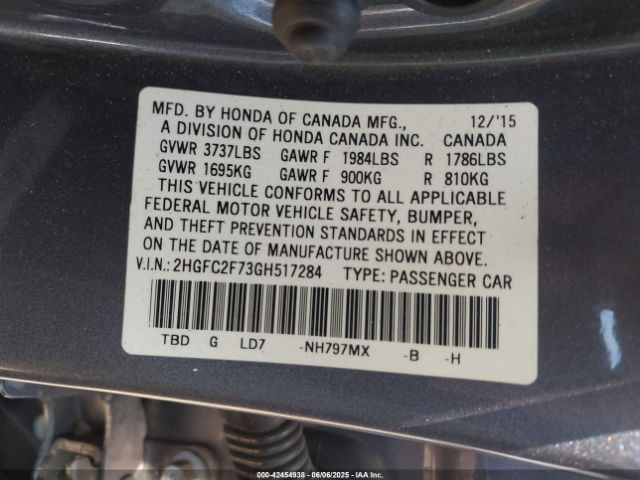 MFD. BY HONDA OF CANADA MFG., 12/'15
A DIVISION OF HONDA CANADA INC. CANADA
GVWR 3737LBS GAWR F 1984LBS R 1786LBS
GVWR 1695KG GAWR F 900KG R 810KG
THIS VEHICLE CONFORMS TO ALL APPLICABLE
FEDERAL MOTOR VEHICLE SAFETY, BUMPER,
AND THEFT PREVENTION STANDARDS IN EFFECT
ON THE DATE OF MANUFACTURE SHOWN ABOVE.
V.I.N.: 2HGFC2F73GH517284 TYPE: PASSENGER CAR
TBD G LD7 -NH797MX -B -H
000-42454938 - 06/06/2025 - IAA Inc.